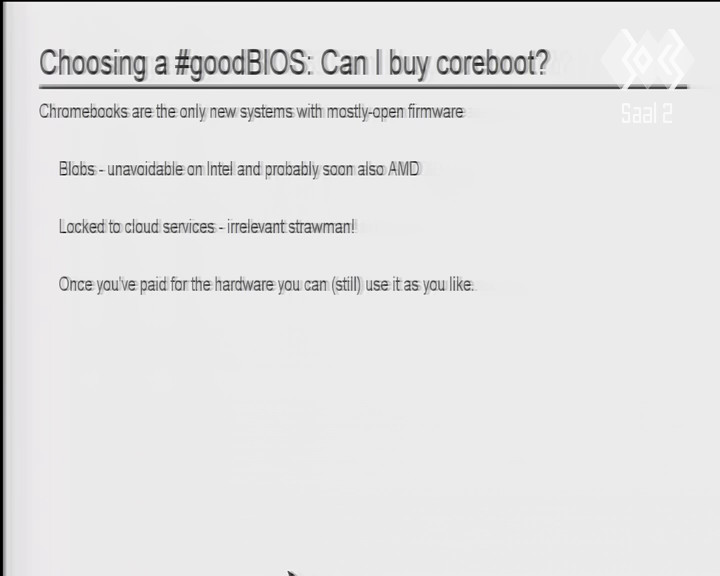 Choosing a #goodBIOS: Can I buy coreboot?
Saal 2
Chromebooks are the only new systems with mostly-open firmware
Blobs - unavoidable on Intel and probably soon also AMD
Locked to cloud services - irrelevant strawman!
Once you've paid for the hardware you can (still) use it as you like.